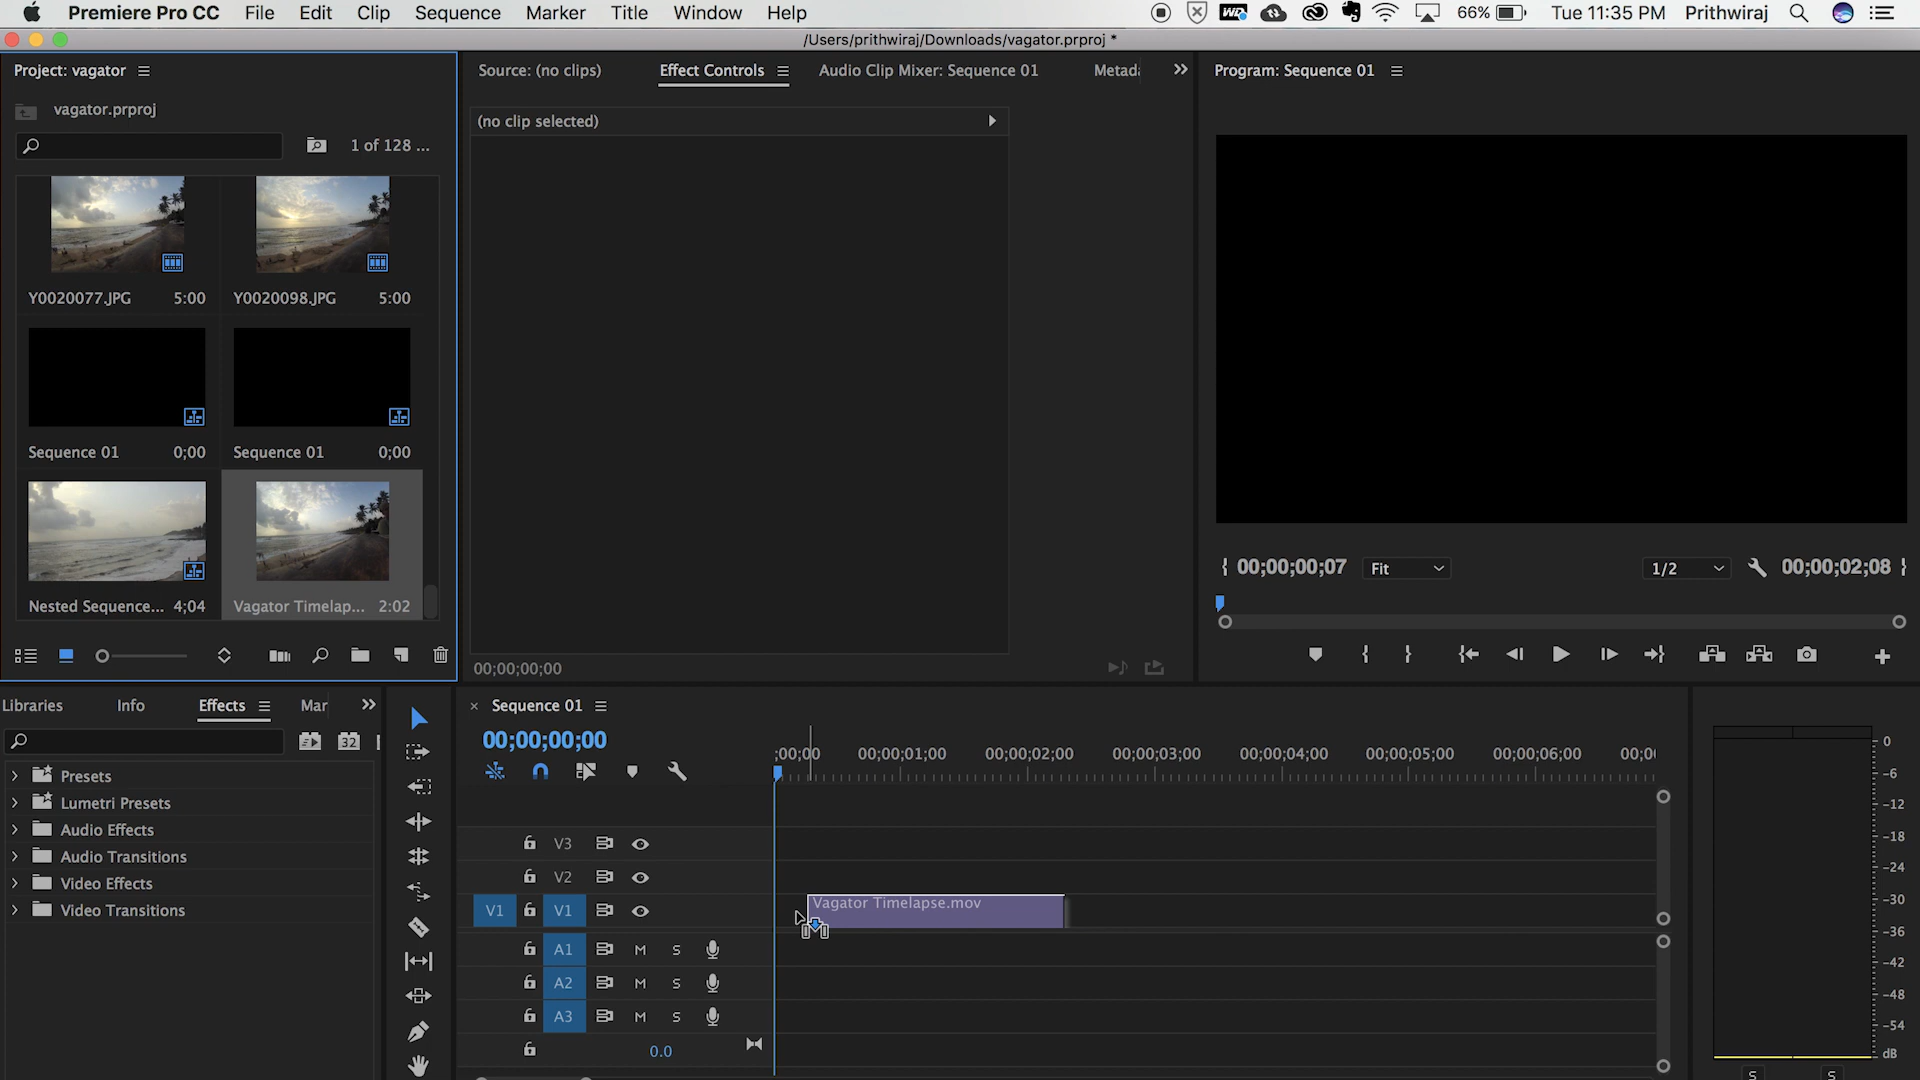 Premiere Pro CC File Edit Clip Sequence Marker Title Window Help 66% Tue 11:35 PM Prithwiraj
/Users/prithwiraj/Downloads/vagator.prproj *
Project: vagator
Source: (no clips) Effect Controls Audio Clip Mixer: Sequence 01 Metad
Program: Sequence 01
vagator.prproj
(no clip selected)
1 of 128 ...
Y0020077.JPG 5:00 Y0020098.JPG 5:00
Sequence 01 0;00 Sequence 01 0;00
Nested Sequence... 4;04 Vagator Timelap... 2:02
00;00;00;07 Fit 1/2 00;00;02;08
00;00;00;00
Libraries Info Effects Mar
Sequence 01
00;00;00;00
;00;00 00;00;01;00 00;00;02;00 00;00;03;00 00;00;04;00 00;00;05;00 00;00;06;00 00;0
32
Presets
Lumetri Presets
Audio Effects
Audio Transitions
Video Effects
Video Transitions
V3
V2
V1 V1 Vagator Timelapse.mov
A1 M S
A2 M S
A3 M S
0.0
0
-6
-12
-18
-24
-30
-36
-42
-48
-54
dB
S S